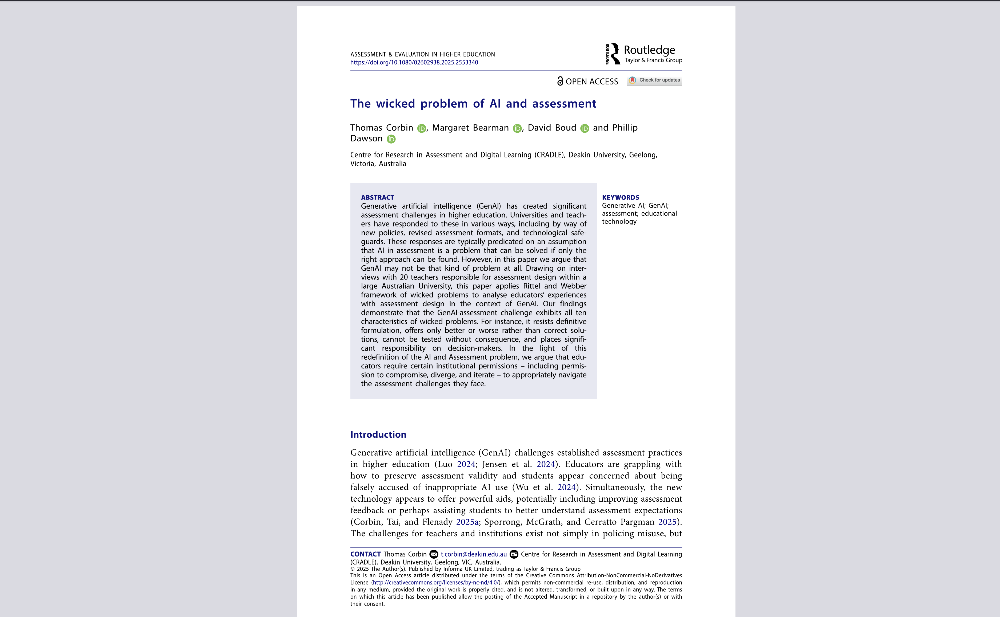 ASSESSMENT & EVALUATION IN HIGHER EDUCATION
https://doi.org/10.1080/02602938.2025.2553340
ROUTLEDGE
Routledge
Taylor & Francis Group
OPEN ACCESS
Check for updates
The wicked problem of AI and assessment
Thomas Corbin iD, Margaret Bearman iD, David Boud iD and Phillip
Dawson iD
Centre for Research in Assessment and Digital Learning (CRADLE), Deakin University, Geelong,
Victoria, Australia
ABSTRACT
Generative artificial intelligence (GenAI) has created significant
assessment challenges in higher education. Universities and teach-
ers have responded to these in various ways, including by way of
new policies, revised assessment formats, and technological safe-
guards. These responses are typically predicated on an assumption
that AI in assessment is a problem that can be solved if only the
right approach can be found. However, in this paper we argue that
GenAI may not be that kind of problem at all. Drawing on inter-
views with 20 teachers responsible for assessment design within a
large Australian University, this paper applies Rittel and Webber
framework of wicked problems to analyse educators' experiences
with assessment design in the context of GenAI. Our findings
demonstrate that the GenAI-assessment challenge exhibits all ten
characteristics of wicked problems. For instance, it resists definitive
formulation, offers only better or worse rather than correct solu-
tions, cannot be tested without consequence, and places signifi-
cant responsibility on decision-makers. In the light of this
redefinition of the AI and Assessment problem, we argue that edu-
cators require certain institutional permissions – including permis-
sion to compromise, diverge, and iterate – to appropriately navigate
the assessment challenges they face.
KEYWORDS
Generative AI; GenAI;
assessment; educational
technology
Introduction
Generative artificial intelligence (GenAI) challenges established assessment practices
in higher education (Luo 2024; Jensen et al. 2024). Educators are grappling with
how to preserve assessment validity and students appear concerned about being
falsely accused of inappropriate AI use (Wu et al. 2024). Simultaneously, the new
technology appears to offer powerful aids, potentially including improving assessment
feedback or perhaps assisting students to better understand assessment expectations
(Corbin, Tai, and Flenady 2025a; Sporrong, McGrath, and Cerratto Pargman 2025).
The challenges for teachers and institutions exist not simply in policing misuse, but
CONTACT Thomas Corbin t.corbin@deakin.edu.au Centre for Research in Assessment and Digital Learning
(CRADLE), Deakin University, Geelong, VIC, Australia.
© 2025 The Author(s). Published by Informa UK Limited, trading as Taylor & Francis Group
This is an Open Access article distributed under the terms of the Creative Commons Attribution-NonCommercial-NoDerivatives
License (http://creativecommons.org/licenses/by-nc-nd/4.0/), which permits non-commercial re-use, distribution, and reproduction
in any medium, provided the original work is properly cited, and is not altered, transformed, or built upon in any way. The terms
on which this article has been published allow the posting of the Accepted Manuscript in a repository by the author(s) or with
their consent.